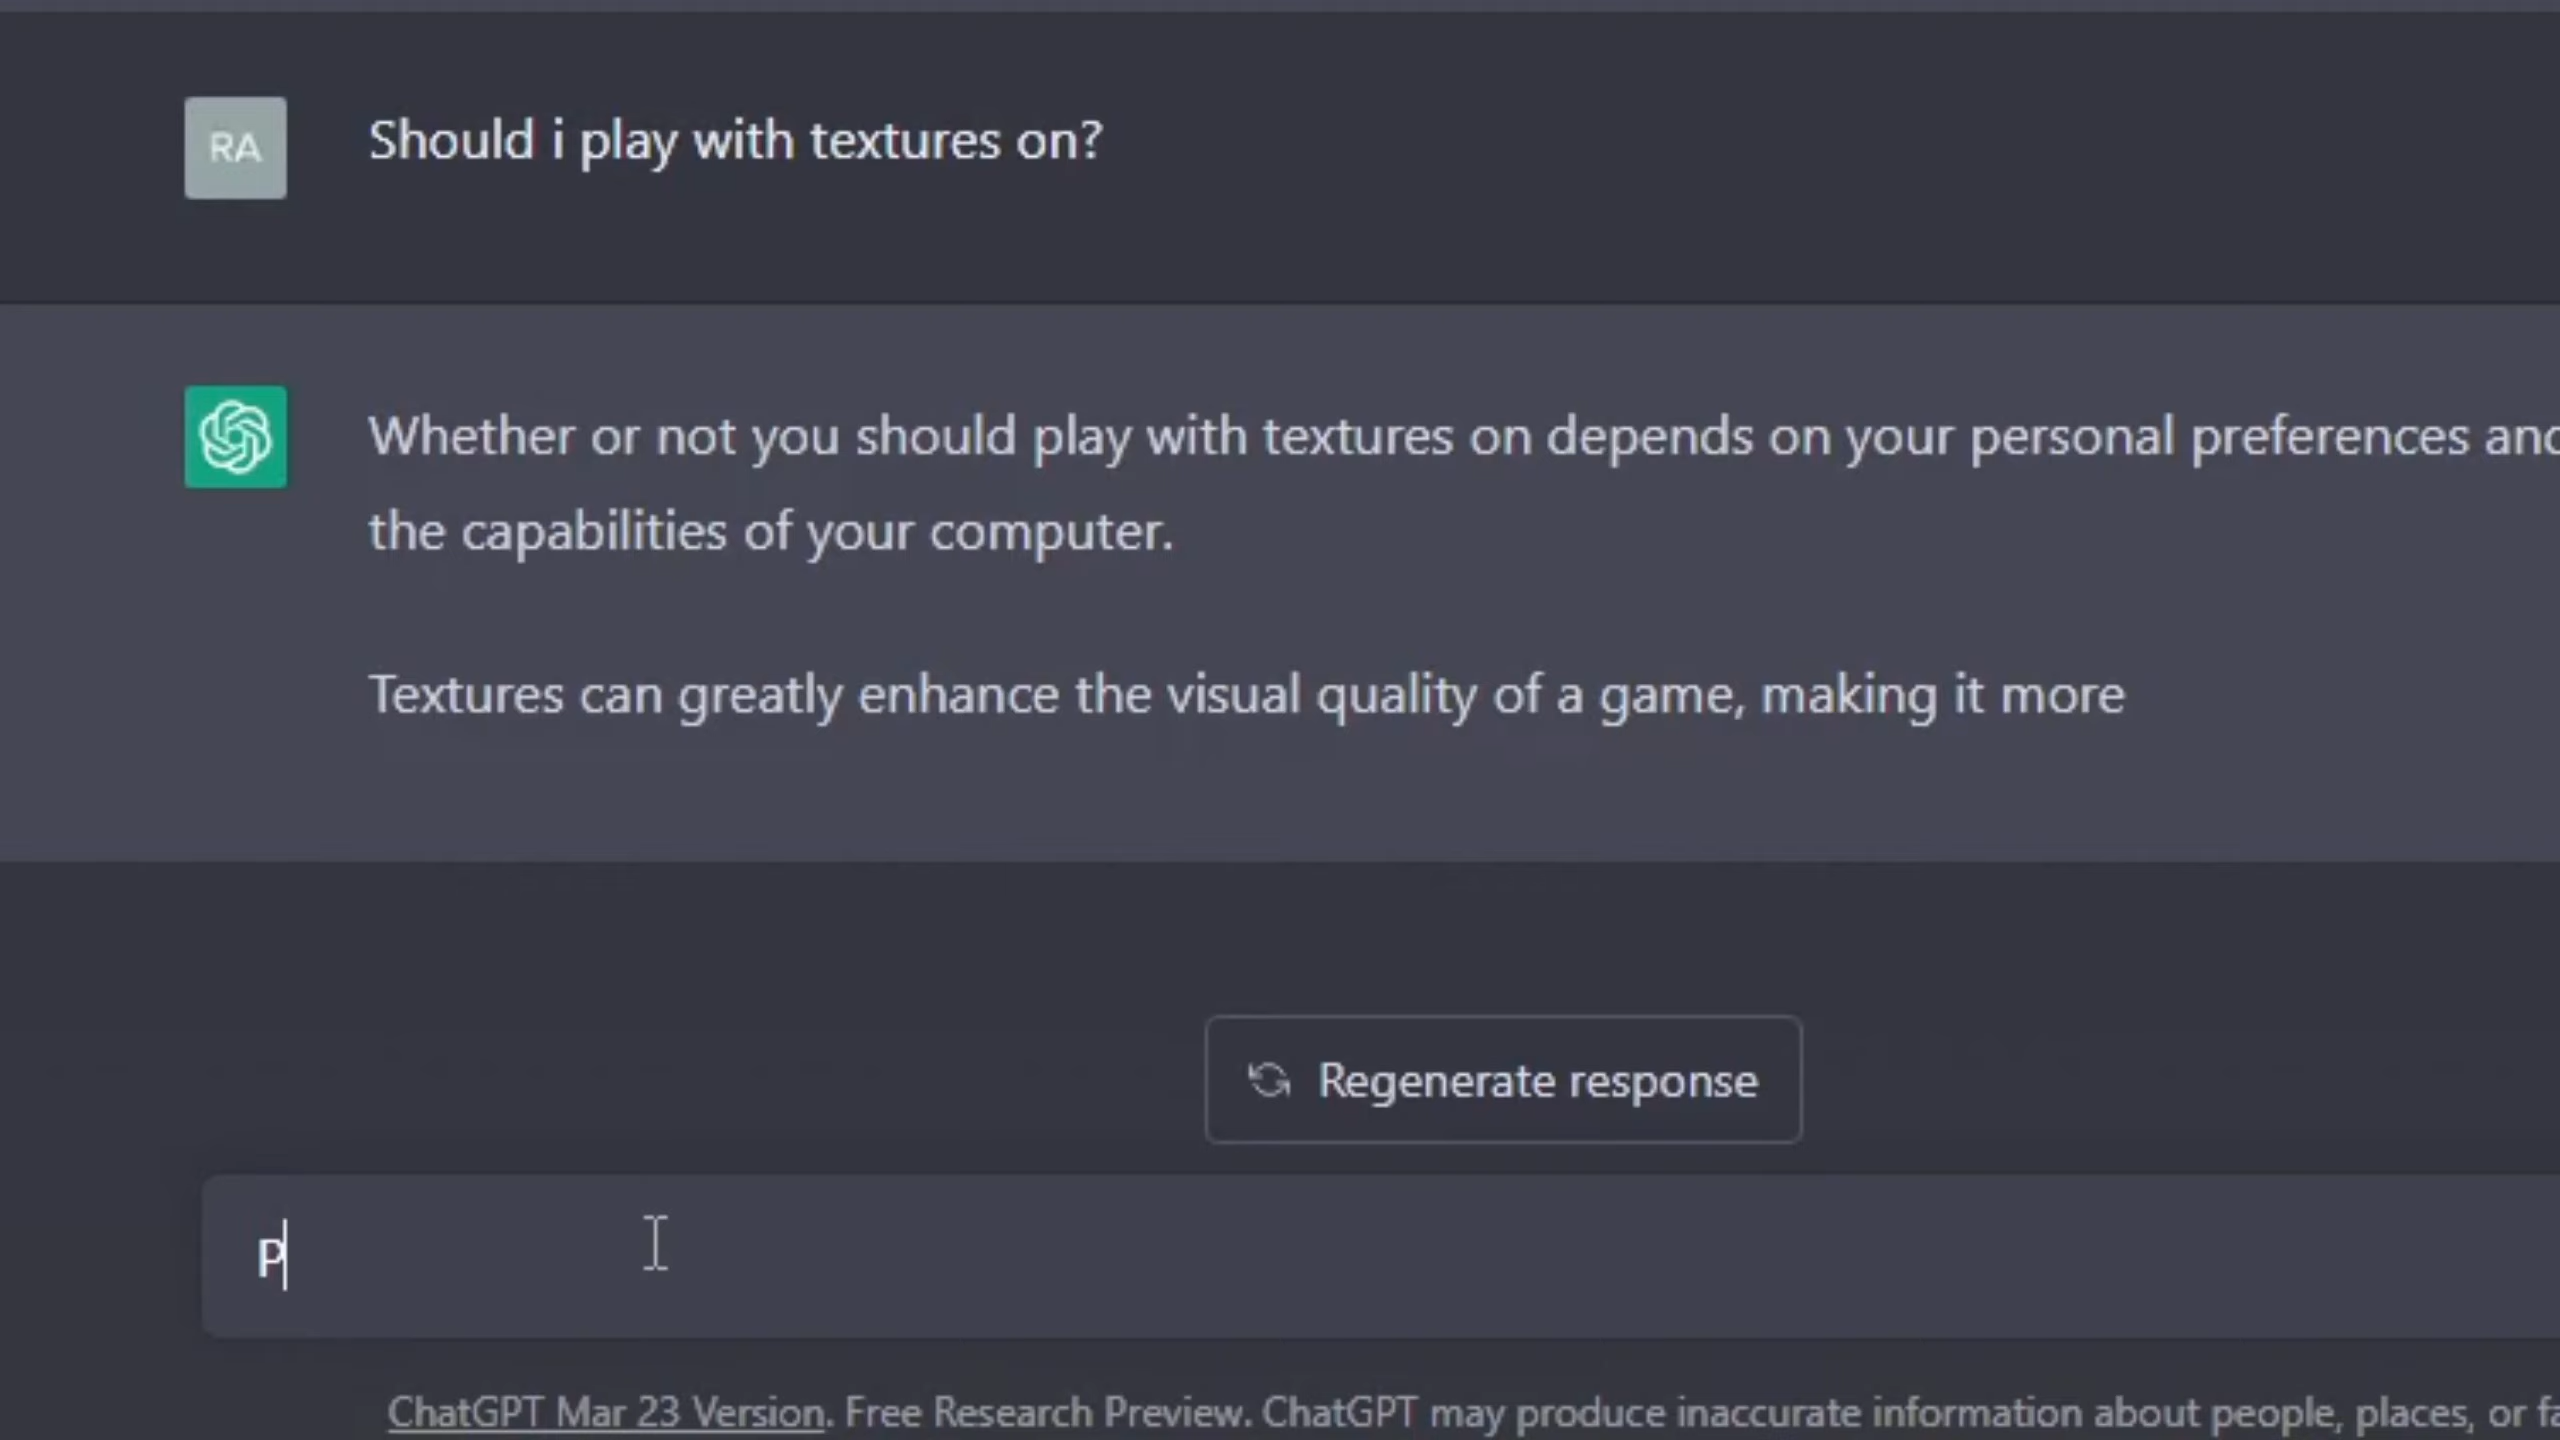 RA
Should i play with textures on?
Whether or not you should play with textures on depends on your personal preferences and
the capabilities of your computer.
Textures can greatly enhance the visual quality of a game, making it more
Regenerate response
P
ChatGPT Mar 23 Version. Free Research Preview. ChatGPT may produce inaccurate information about people, places, or